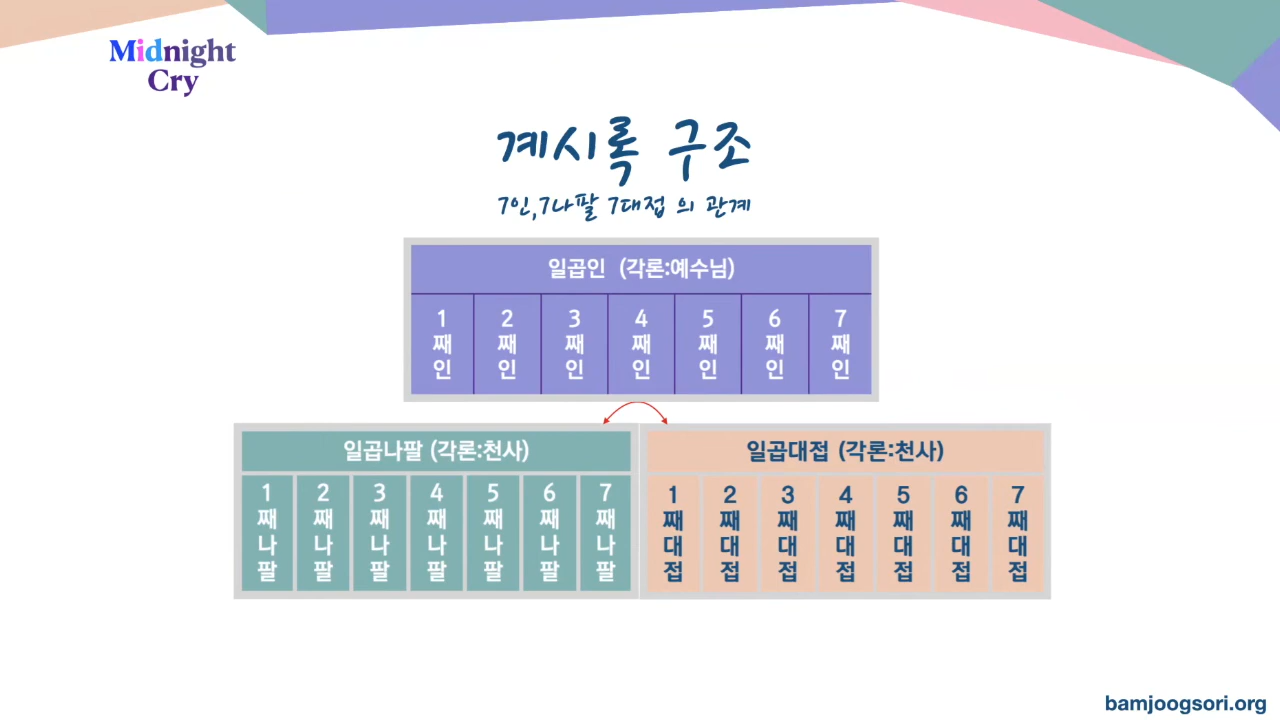 Midnight
Cry
계시록 구조
7인,7나팔 7대접 의 관계
일곱인 (각론:예수님)
1째인 2째인 3째인 4째인 5째인 6째인 7째인
일곱나팔 (각론:천사)
1째나팔 2째나팔 3째나팔 4째나팔 5째나팔 6째나팔 7째나팔
일곱대접 (각론:천사)
1째대접 2째대접 3째대접 4째대접 5째대접 6째대접 7째대접
bamjoogsori.org